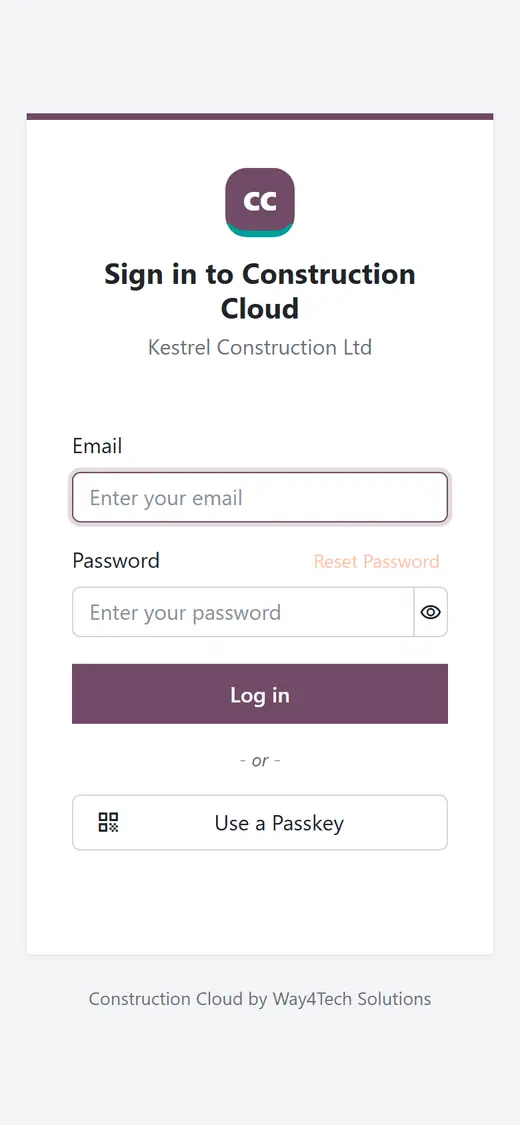 CC
Sign in to Construction
Cloud
Kestrel Construction Ltd
Email
Enter your email
Password
Reset Password
Enter your password
Log in
- or -
Use a Passkey
Construction Cloud by Way4Tech Solutions